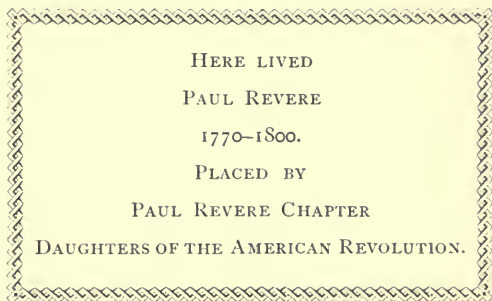 Here lived
Paul Revere
1770–1800.
Placed by
Paul Revere Chapter
Daughters of the American Revolution.